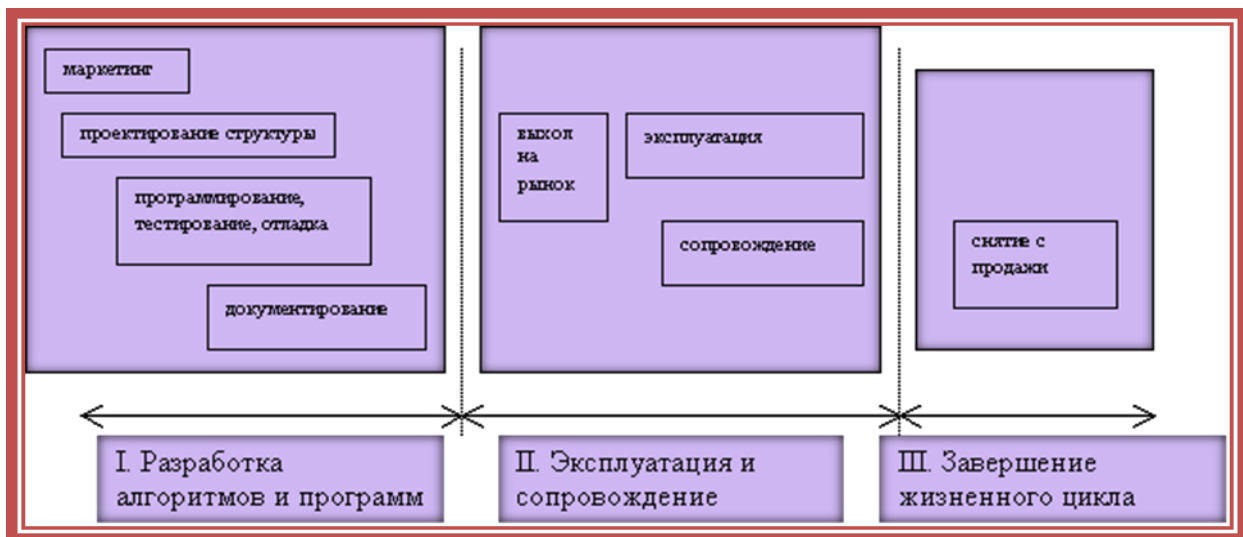 маркетинг
проектирование структуры
программирование,
тестирование, отладка
документирование
выход
на
рынок
эксплуатация
сопровождение
снятие с
продажи
I. Разработка
алгоритмов и программ
II. Эксплуатация и
сопровождение
III. Завершение
жизненного цикла